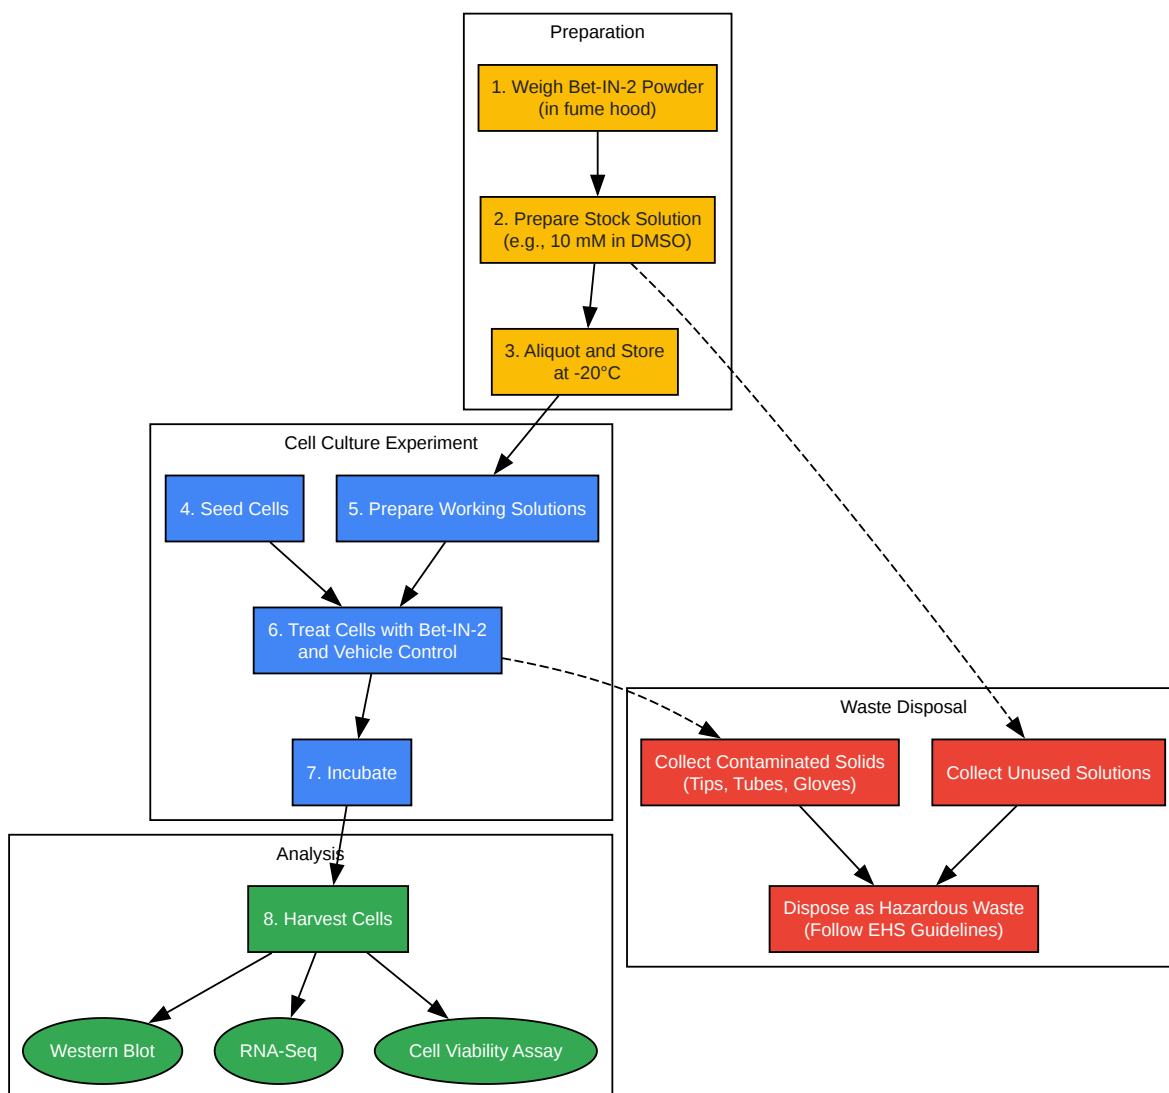 Preparation
1. Weigh Bet-IN-2 Powder
(in fume hood)
2. Prepare Stock Solution
(e.g., 10 mM in DMSO)
3. Aliquot and Store
at -20°C
Cell Culture Experiment
4. Seed Cells
5. Prepare Working Solutions
6. Treat Cells with Bet-IN-2
and Vehicle Control
7. Incubate
Waste Disposal
Collect Contaminated Solids
(Tips, Tubes, Gloves)
Collect Unused Solutions
Dispose as Hazardous Waste
(Follow EHS Guidelines)
Analysis
8. Harvest Cells
Western Blot
RNA-Seq
Cell Viability Assay